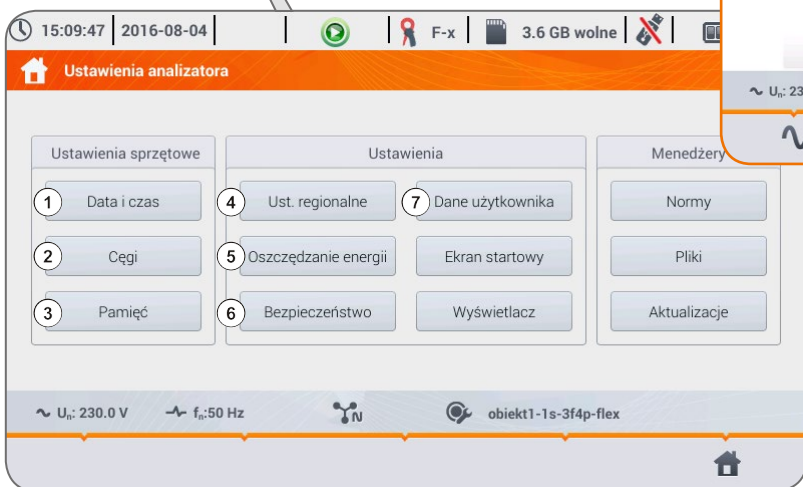 15:09:47 2016-08-04 F-x 3.6 GB wolne
Ustawienia analizatora
Uₙ: 23
Ustawienia sprzętowe Ustawienia Menedżery
1 Data i czas 4 Ust. regionalne 7 Dane użytkownika Normy
2 Cęgi 5 Oszczędzanie energii Ekran startowy Pliki
3 Pamięć 6 Bezpieczeństwo Wyświetlacz Aktualizacje
Uₙ: 230.0 V fₙ:50 Hz N obiekt1-1s-3f4p-flex